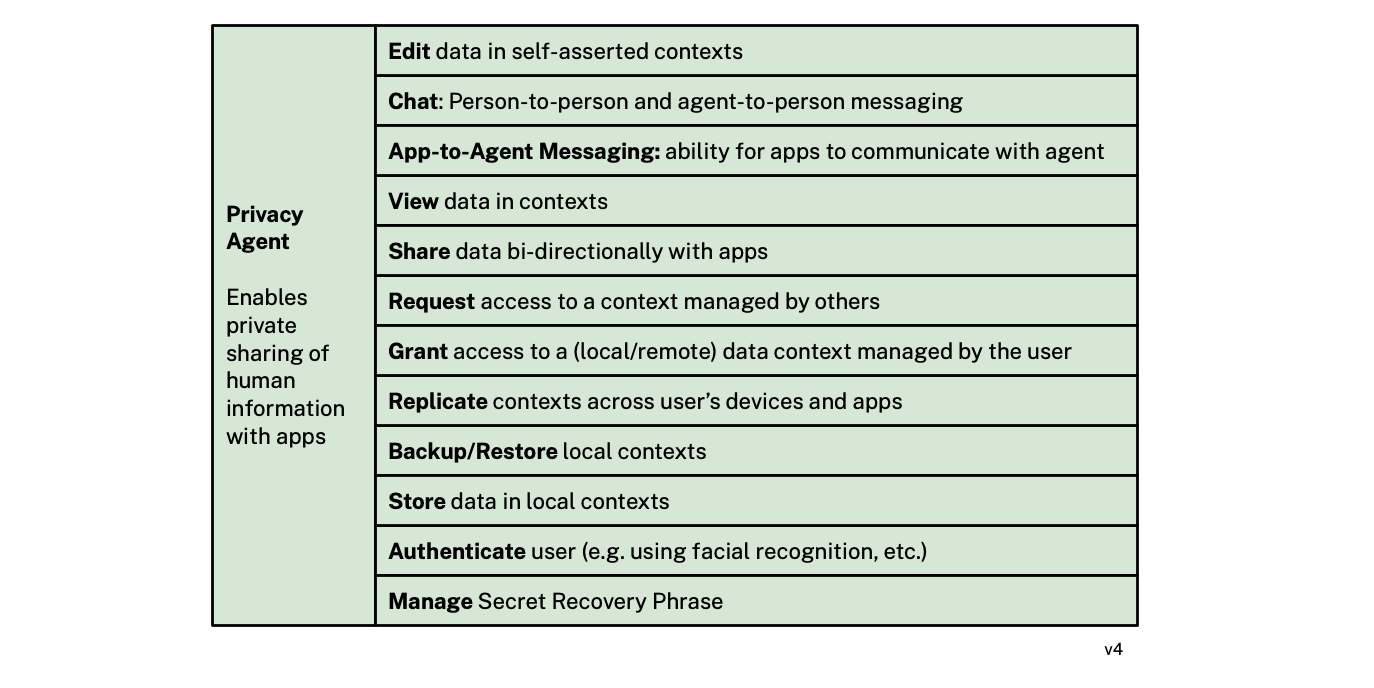 Privacy
Agent
Enables
private
sharing of
human
information
with apps
Edit data in self-asserted contexts
Chat: Person-to-person and agent-to-person messaging
App-to-Agent Messaging: ability for apps to communicate with agent
View data in contexts
Share data bi-directionally with apps
Request access to a context managed by others
Grant access to a (local/remote) data context managed by the user
Replicate contexts across user’s devices and apps
Backup/Restore local contexts
Store data in local contexts
Authenticate user (e.g. using facial recognition, etc.)
Manage Secret Recovery Phrase
v4